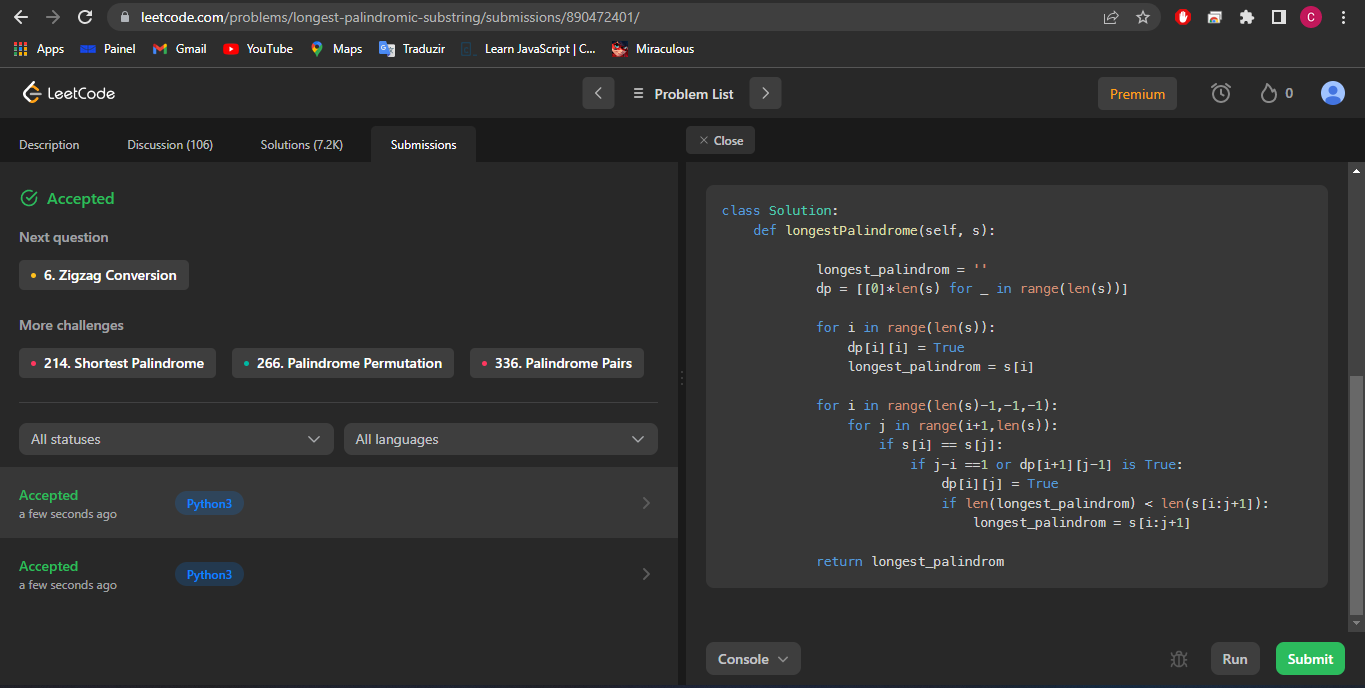 leetcode.com/problems/longest-palindromic-substring/submissions/890472401/
C
Apps Painel Gmail YouTube Maps Traduzir Learn JavaScript | C... Miraculous
LeetCode
Problem List
Premium
0
Description Discussion (106) Solutions (7.2K) Submissions
Close
Accepted
Next question
6. Zigzag Conversion
More challenges
214. Shortest Palindrome 266. Palindrome Permutation 336. Palindrome Pairs
All statuses All languages
Accepted
a few seconds ago
Python3
Accepted
a few seconds ago
Python3
class Solution:
    def longestPalindrome(self, s):
            longest_palindrom = ''
            dp = [[0]*len(s) for _ in range(len(s))]
            for i in range(len(s)):
                dp[i][i] = True
                longest_palindrom = s[i]
            for i in range(len(s)-1,-1,-1):
                for j in range(i+1,len(s)):
                    if s[i] == s[j]:
                        if j-i ==1 or dp[i+1][j-1] is True:
                            dp[i][j] = True
                            if len(longest_palindrom) < len(s[i:j+1]):
                                longest_palindrom = s[i:j+1]
            return longest_palindrom
Console
Run
Submit